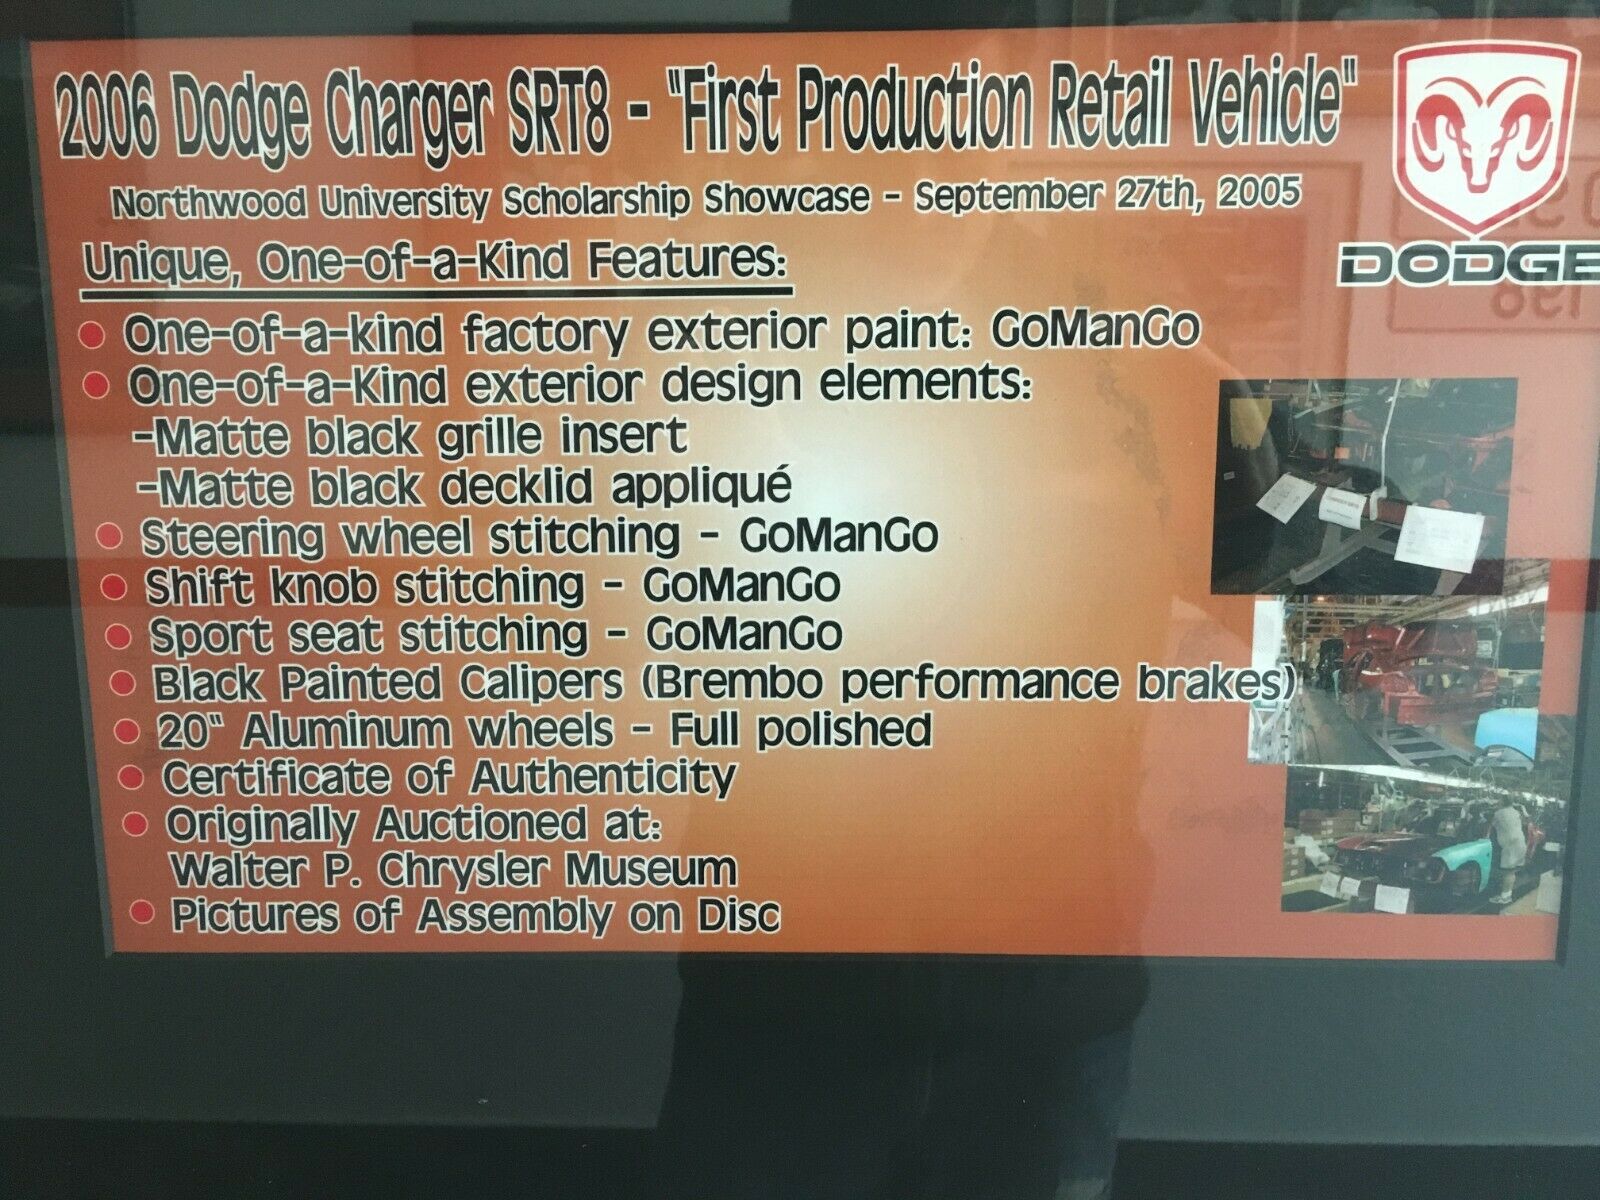 2006 Dodge Charger SRT8 - "First Production Retail Vehicle"
Northwood University Scholarship Showcase - September 27th, 2005
DODGE
Unique, One-of-a-Kind Features:
One-of-a-kind factory exterior paint: GoManGo
One-of-a-Kind exterior design elements:
-Matte black grille insert
-Matte black decklid appliqué
Steering wheel stitching - GoManGo
Shift knob stitching - GoManGo
Sport seat stitching - GoManGo
Black Painted Calipers (Brembo performance brakes)
20" Aluminum wheels - Full polished
Certificate of Authenticity
Originally Auctioned at:
Walter P. Chrysler Museum
Pictures of Assembly on Disc